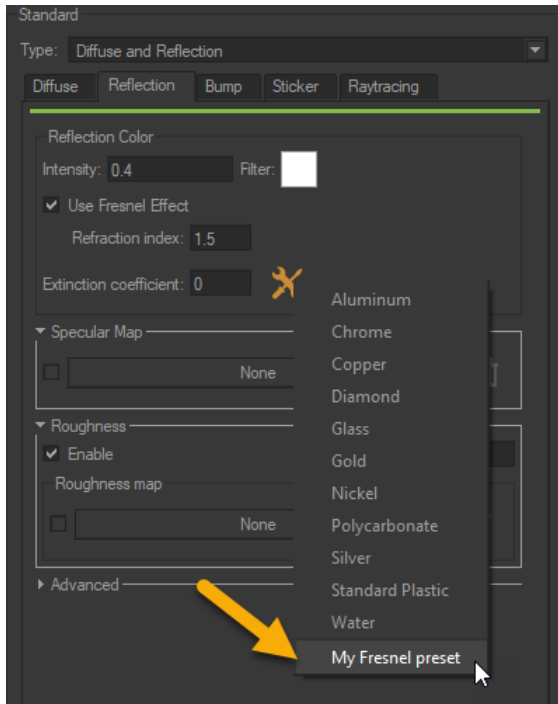 Standard
Type: Diffuse and Reflection
Diffuse Reflection Bump Sticker Raytracing
Reflection Color
Intensity: 0.4 Filter:
Use Fresnel Effect
Refraction index: 1.5
Extinction coefficient: 0
Aluminum
Chrome
Copper
Diamond
Glass
Gold
Nickel
Polycarbonate
Silver
Standard Plastic
Water
My Fresnel preset
Specular Map
None
Roughness
Enable
Roughness map
None
Advanced